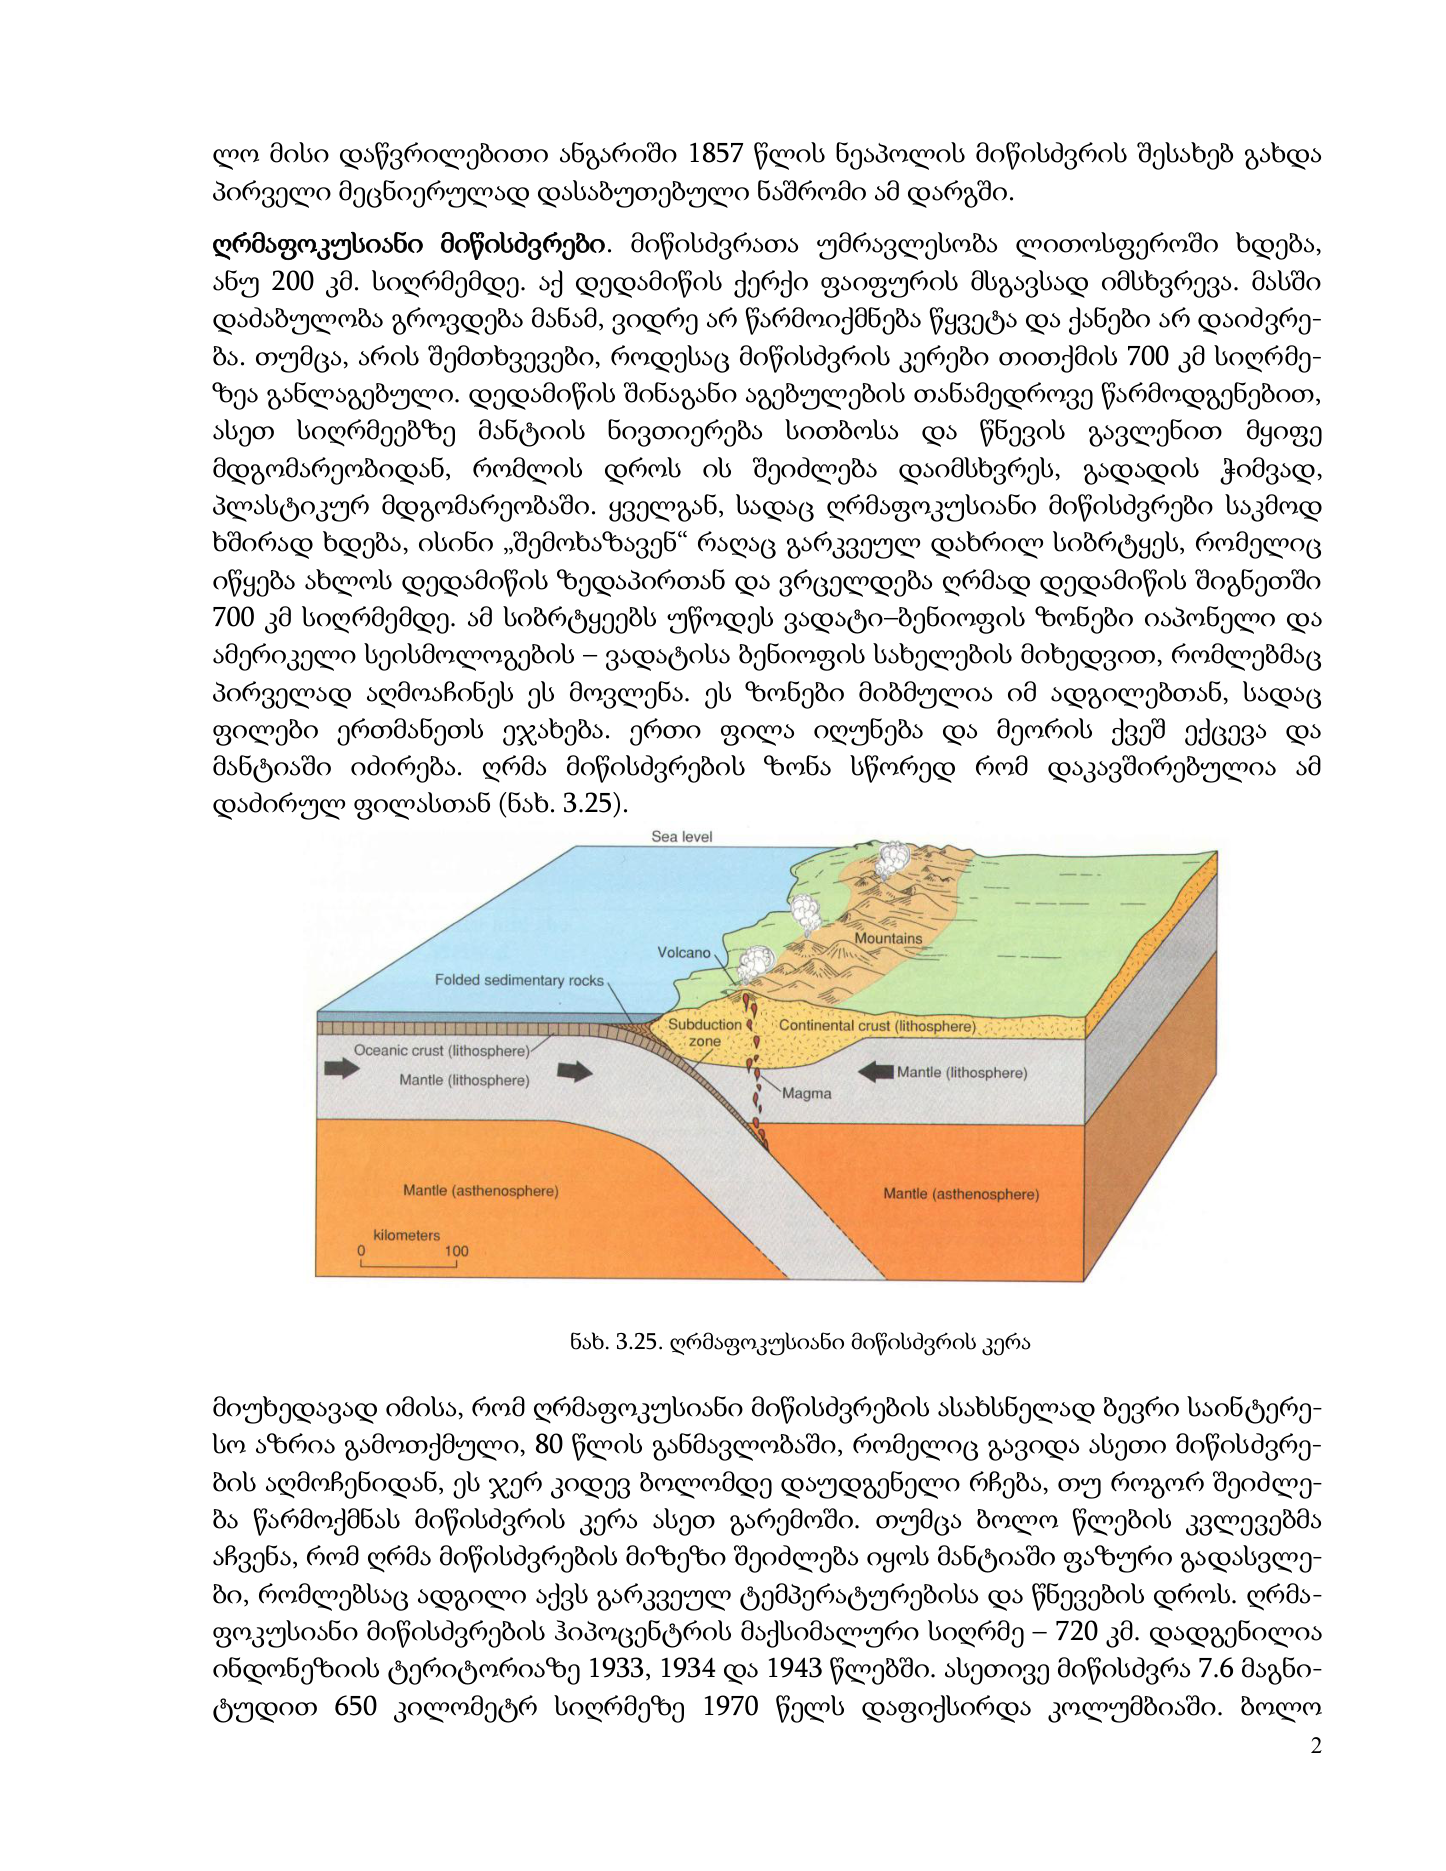 ლო მისი დაწვრილებითი ანგარიში 1857 წლის ნეაპოლის მიწისძვრის შესახებ გახდა
პირველი მეცნიერულად დასაბუთებული ნაშრომი ამ დარგში.
ღრმაფოკუსიანი მიწისძვრები. მიწისძვრათა უმრავლესობა ლითოსფეროში ხდება,
ანუ 200 კმ. სიღრმემდე. აქ დედამიწის ქერქი ფაიფურის მსგავსად იმსხვრევა. მასში
დაძაბულობა გროვდება მანამ, ვიდრე არ წარმოიქმნება წყვეტა და ქანები არ დაიძვრე-
ბა. თუმცა, არის შემთხვევები, როდესაც მიწისძვრის კერები თითქმის 700 კმ სიღრმე-
ზეა განლაგებული. დედამიწის შინაგანი აგებულების თანამედროვე წარმოდგენებით,
ასეთ სიღრმეებზე მანტიის ნივთიერება სითბოსა და წნევის გავლენით მყიფე
მდგომარეობიდან, რომლის დროს ის შეიძლება დაიმსხვრეს, გადადის ჭიმვად,
პლასტიკურ მდგომარეობაში. ყველგან, სადაც ღრმაფოკუსიანი მიწისძვრები საკმოდ
ხშირად ხდება, ისინი „შემოხაზავენ“ რაღაც გარკვეულ დახრილ სიბრტყეს, რომელიც
იწყება ახლოს დედამიწის ზედაპირთან და ვრცელდება ღრმად დედამიწის შიგნეთში
700 კმ სიღრმემდე. ამ სიბრტყეებს უწოდეს ვადატი–ბენიოფის ზონები იაპონელი და
ამერიკელი სეისმოლოგების – ვადატისა ბენიოფის სახელების მიხედვით, რომლებმაც
პირველად აღმოაჩინეს ეს მოვლენა. ეს ზონები მიბმულია იმ ადგილებთან, სადაც
ფილები ერთმანეთს ეჯახება. ერთი ფილა იღუნება და მეორის ქვეშ ექცევა და
მანტიაში იძირება. ღრმა მიწისძვრების ზონა სწორედ რომ დაკავშირებულია ამ
დაძირულ ფილასთან (ნახ. 3.25).
Sea level
Mountains
Volcano
Folded sedimentary rocks
Subduction
zone
Continental crust (lithosphere)
Oceanic crust (lithosphere)
Mantle (lithosphere)
Mantle (lithosphere)
Magma
Mantle (asthenosphere)
Mantle (asthenosphere)
kilometers
0 100
ნახ. 3.25. ღრმაფოკუსიანი მიწისძვრის კერა
მიუხედავად იმისა, რომ ღრმაფოკუსიანი მიწისძვრების ასახსნელად ბევრი საინტერე-
სო აზრია გამოთქმული, 80 წლის განმავლობაში, რომელიც გავიდა ასეთი მიწისძვრე-
ბის აღმოჩენიდან, ეს ჯერ კიდევ ბოლომდე დაუდგენელი რჩება, თუ როგორ შეიძლე-
ბა წარმოქმნას მიწისძვრის კერა ასეთ გარემოში. თუმცა ბოლო წლების კვლევებმა
აჩვენა, რომ ღრმა მიწისძვრების მიზეზი შეიძლება იყოს მანტიაში ფაზური გადასვლე-
ბი, რომლებსაც ადგილი აქვს გარკვეულ ტემპერატურებისა და წნევების დროს. ღრმა-
ფოკუსიანი მიწისძვრების ჰიპოცენტრის მაქსიმალური სიღრმე – 720 კმ. დადგენილია
ინდონეზიის ტერიტორიაზე 1933, 1934 და 1943 წლებში. ასეთივე მიწისძვრა 7.6 მაგნი-
ტუდით 650 კილომეტრ სიღრმეზე 1970 წელს დაფიქსირდა კოლუმბიაში. ბოლო
2